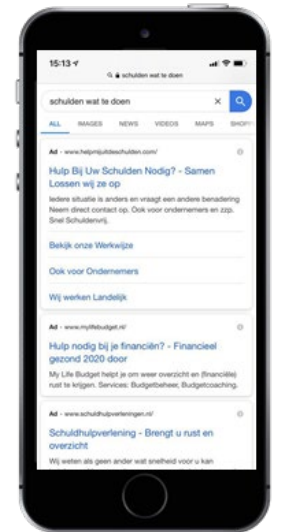 15:13
schulden wat te doen
schulden wat te doen
ALL IMAGES NEWS VIDEOS MAPS SHOPP
Ad · www.helpmijuitdeschulden.com/
Hulp Bij Uw Schulden Nodig? - Samen
Lossen wij ze op
Iedere situatie is anders en vraagt een andere benadering
Neem direct contact op. Ook voor ondernemers en zzp.
Snel Schuldenvrij.
Bekijk onze Werkwijze
Ook voor Ondernemers
Wij werken Landelijk
Ad · www.mylifebudget.nl/
Hulp nodig bij je financiën? - Financieel
gezond 2020 door
My Life Budget helpt je om weer overzicht en (financiële)
rust te krijgen. Services: Budgetbeheer, Budgetcoaching.
Ad · www.schuldhulpverleningen.nl/
Schuldhulpverlening - Brengt u rust en
overzicht
Wij weten als geen ander wat snelheid voor u kan